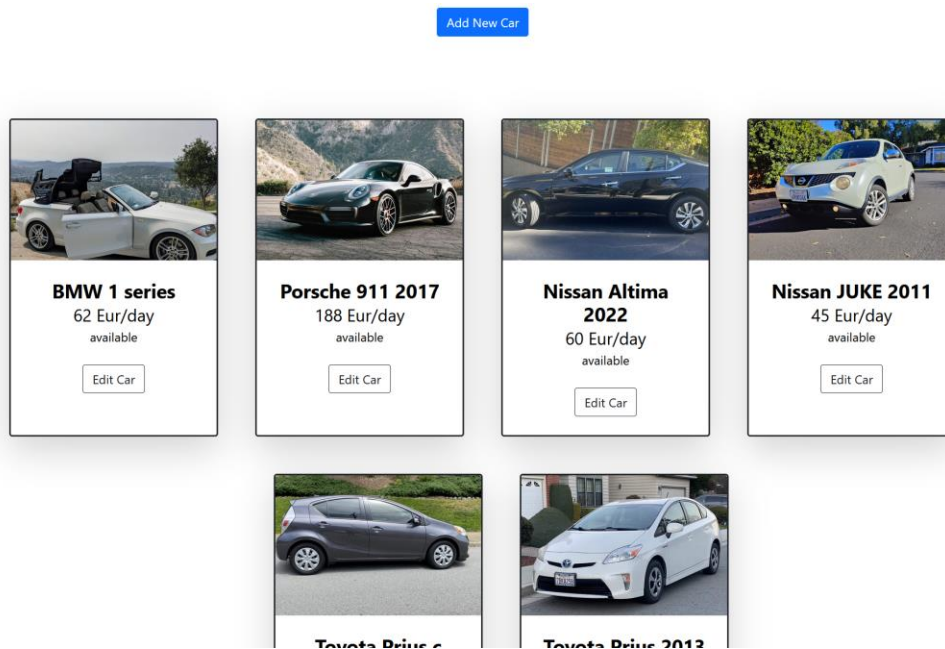 Add New Car
BMW 1 series
62 Eur/day
available
Edit Car
Porsche 911 2017
188 Eur/day
available
Edit Car
Nissan Altima
2022
60 Eur/day
available
Edit Car
Nissan JUKE 2011
45 Eur/day
available
Edit Car
Toyota Prius c
Toyota Prius 2013